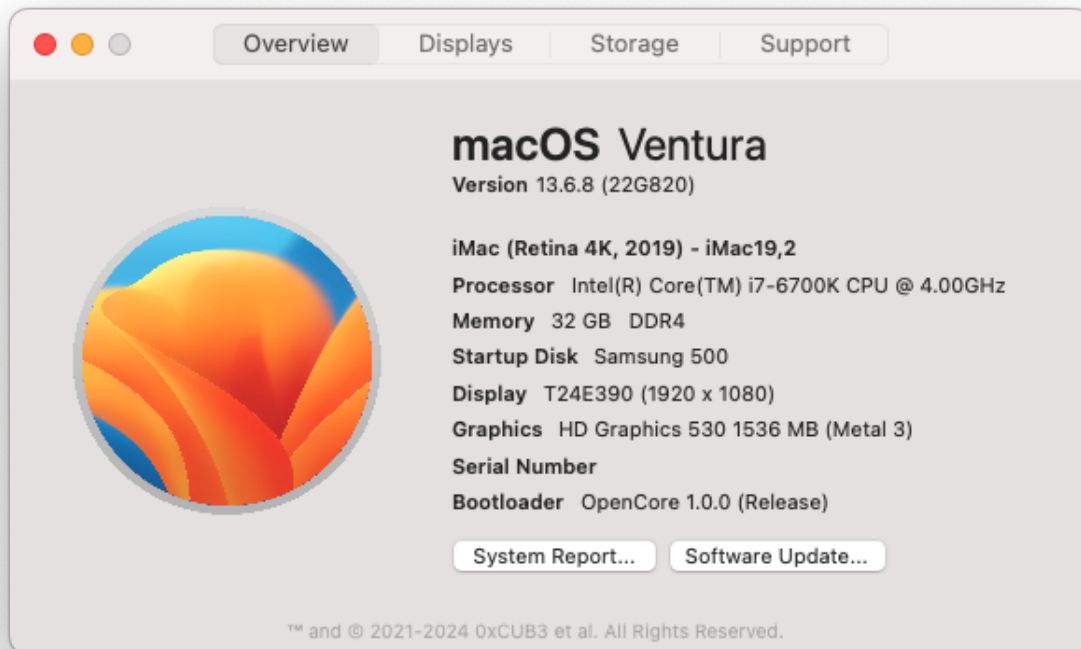 Overview Displays Storage Support
macOS Ventura
Version 13.6.8 (22G820)
iMac (Retina 4K, 2019) - iMac19,2
Processor Intel(R) Core(TM) i7-6700K CPU @ 4.00GHz
Memory 32 GB DDR4
Startup Disk Samsung 500
Display T24E390 (1920 x 1080)
Graphics HD Graphics 530 1536 MB (Metal 3)
Serial Number
Bootloader OpenCore 1.0.0 (Release)
System Report... Software Update...
™ and © 2021-2024 0xCUB3 et al. All Rights Reserved.